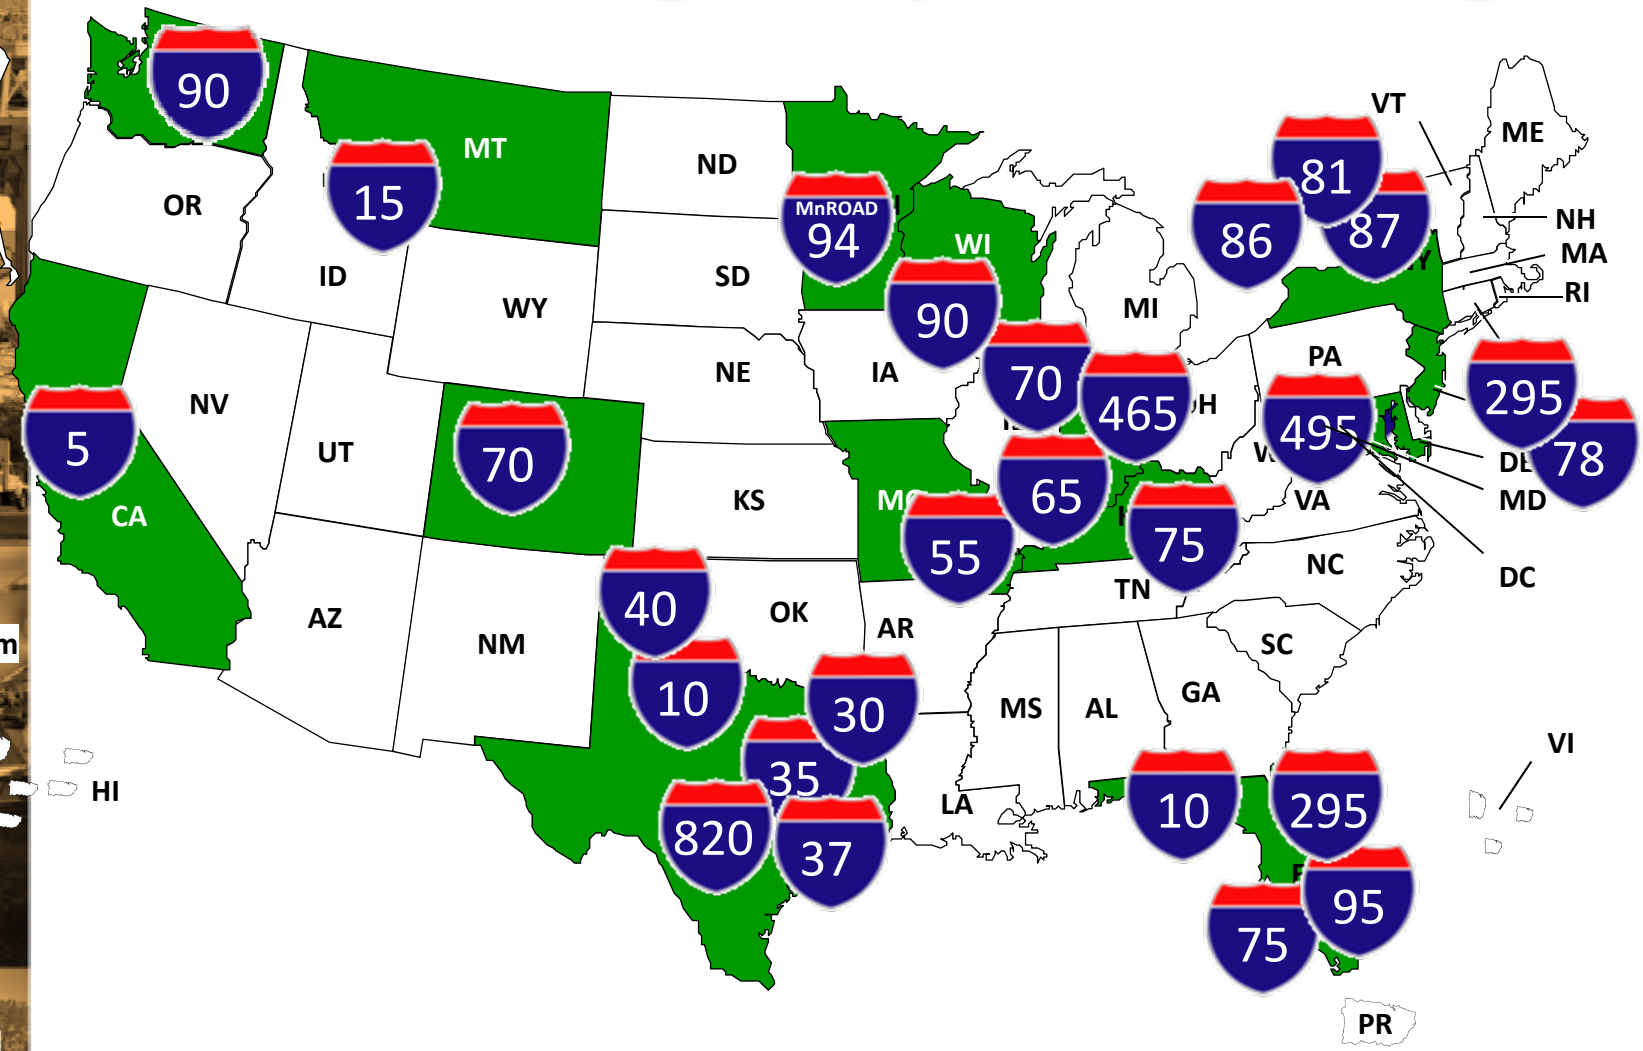 90
MT
ND
OR
15
MnROAD
94
WI
ID
SD
WY
VT
ME
81
87
86
NH
MA
RI
MI
90
NE
IA
PA
70
465
NV
5
UT
70
CA
KS
295
78
495
MD
VA
DC
65
55
75
NC
TN
40
OK
AR
AZ
NM
SC
GA
MS
AL
10
30
35
820
37
LA
10
295
75
95
HI
VI
PR
m